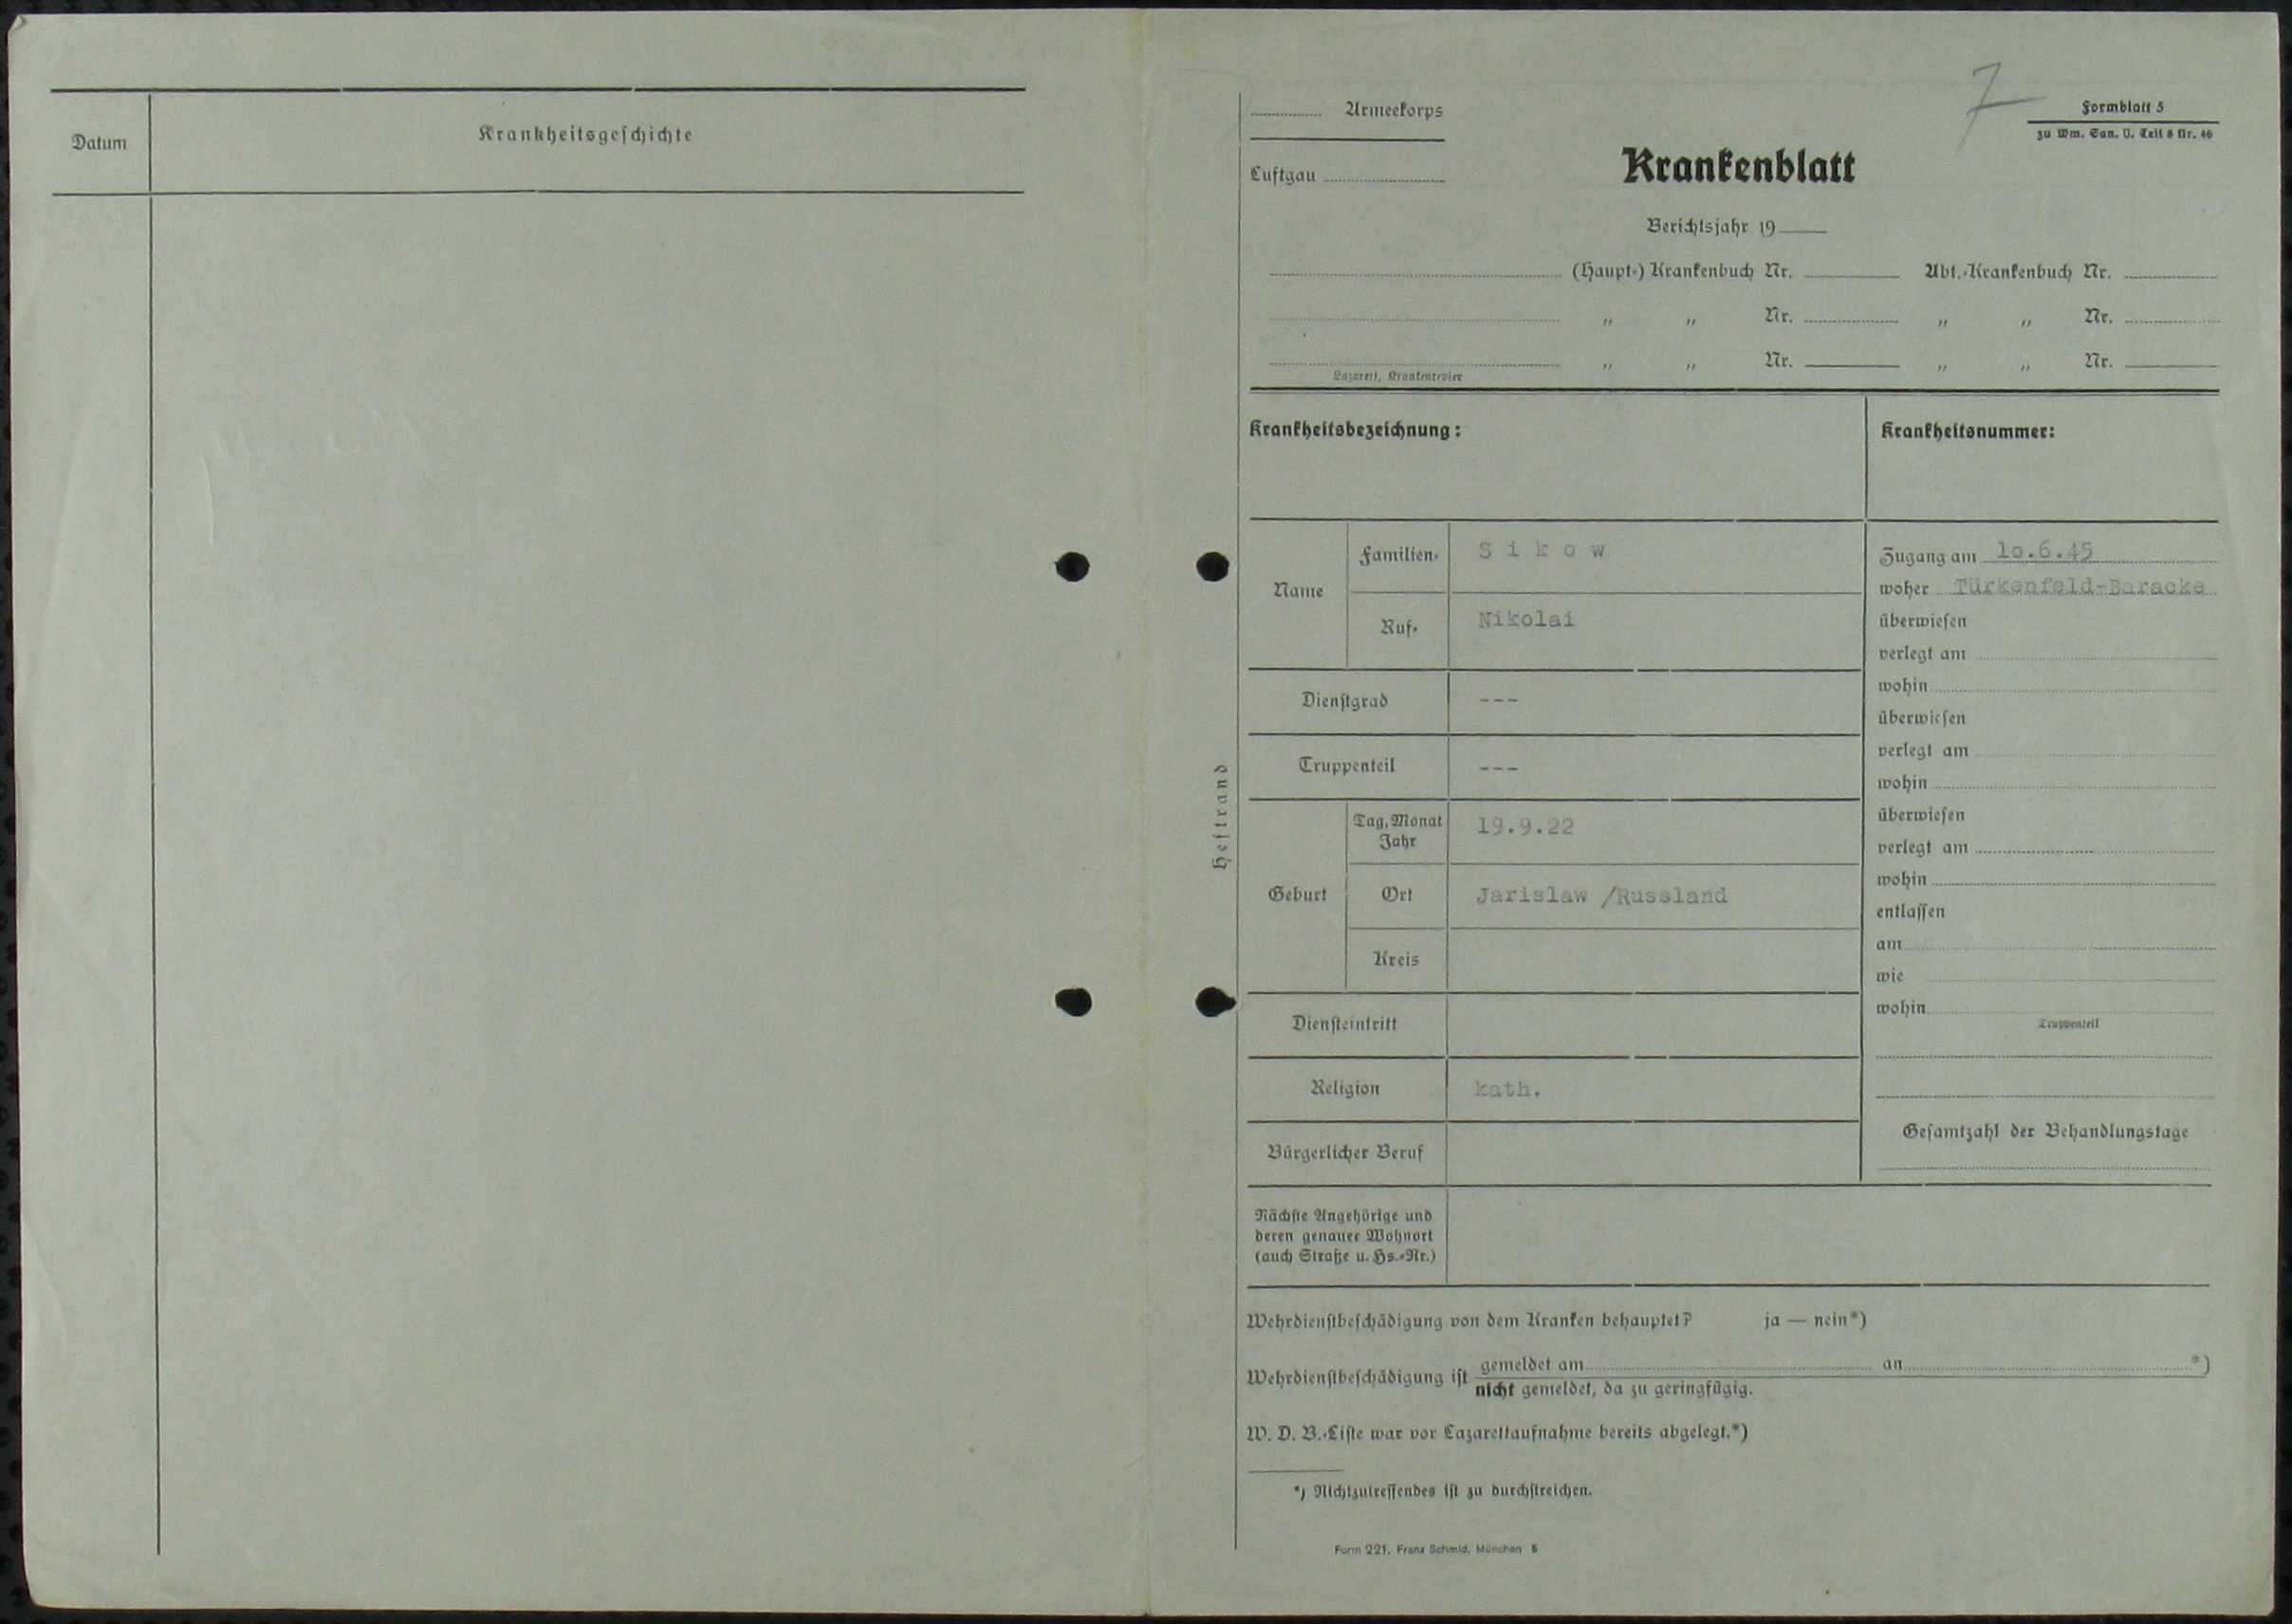 Datum
Krankheitsgeschichte
7
Formblatt 5
zu Wm. San. V. Teil 8 Nr. 46
Armeekorps
Luftgau
Krankenblatt
Berichtsjahr 19
(Haupt-) Krankenbuch Nr. Abt.-Krankenbuch Nr.
" " Nr. " " Nr.
" " Nr. " " Nr.
Lazarett, Krankenrevier
Krankheitsbezeichnung:
Krankheitsnummer:
Name
Familien-
S i k o w
Ruf-
Nikolai
Dienstgrad
---
Truppenteil
---
Geburt
Tag, Monat
Jahr
19.9.22
Ort
Jarislaw /Russland
Kreis
Diensteintritt
Religion
kath.
Bürgerlicher Beruf
Zugang am 1o.6.45
woher Türkenfeld-Baracke
überwiesen
verlegt am
wohin
überwiesen
verlegt am
wohin
überwiesen
verlegt am
wohin
entlassen
am
wie
wohin
Truppenteil
Gesamtzahl der Behandlungstage
Nächste Angehörige und
deren genauer Wohnort
(auch Straße u. Hs.-Nr.)
Wehrdienstbeschädigung von dem Kranken behauptet? ja — nein*)
Wehrdienstbeschädigung ist
gemeldet am an *)
nicht gemeldet, da zu geringfügig.
W. D. B.-Liste war vor Lazarettaufnahme bereits abgelegt.*)
*) Nichtzutreffendes ist zu durchstreichen.
Form 221, Franz Schmid, München 5
Heftrand